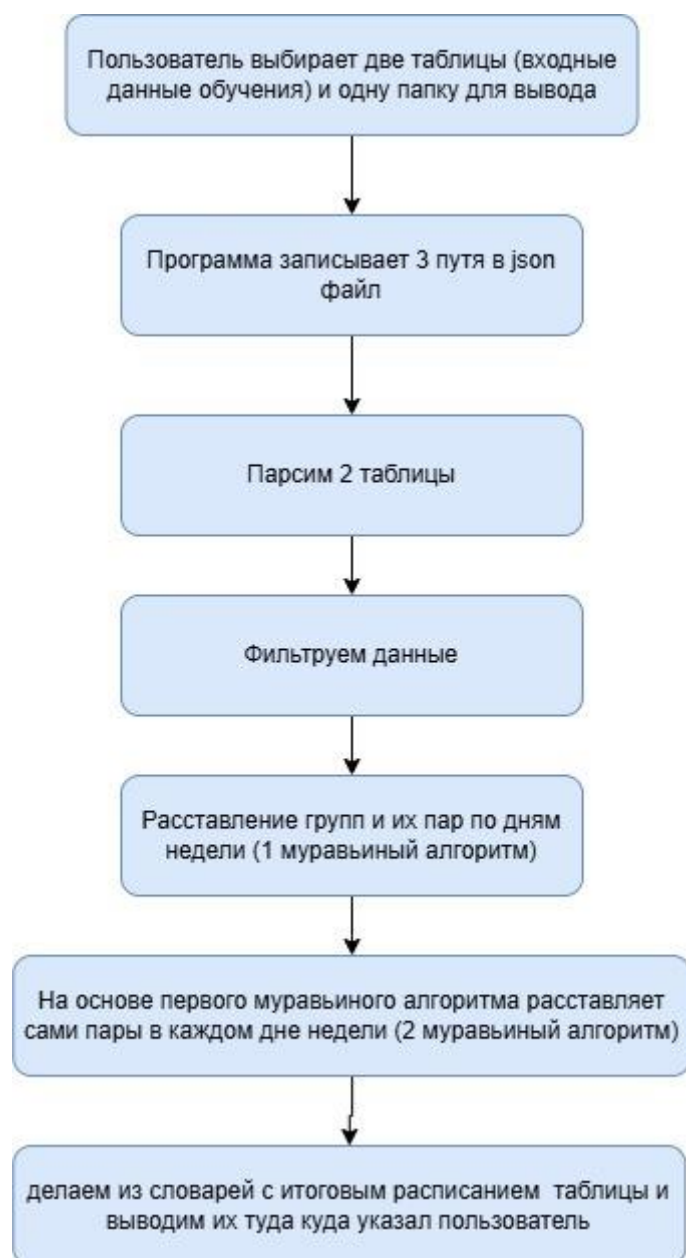 Пользователь выбирает две таблицы (входные
данные обучения) и одну папку для вывода
Программа записывает 3 путя в json
файл
Парсим 2 таблицы
Фильтруем данные
Расставление групп и их пар по дням
недели (1 муравьиный алгоритм)
На основе первого муравьиного алгоритма расставляет
сами пары в каждом дне недели (2 муравьиный алгоритм)
делаем из словарей с итоговым расписанием таблицы и
выводим их туда куда указал пользователь